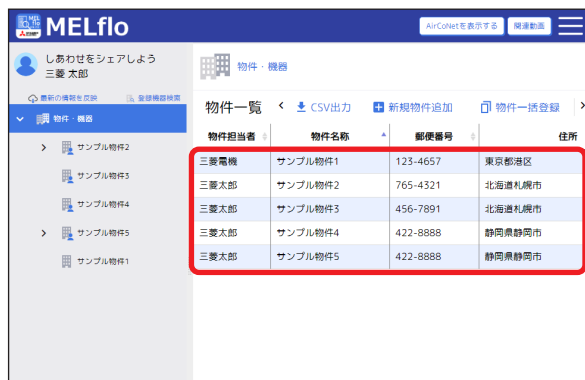 MELflo
AirCoNetを表示する
関連動画
しあわせをシェアしよう
三菱 太郎
最新の情報を反映
登録機器検索
物件・機器
サンプル物件2
サンプル物件3
サンプル物件4
サンプル物件5
サンプル物件1
物件・機器
物件一覧 CSV出力 新規物件追加 物件一括登録
物件担当者 物件名称 郵便番号 住所
三菱電機 サンプル物件1 123-4657 東京都港区
三菱太郎 サンプル物件2 765-4321 北海道札幌市
三菱太郎 サンプル物件3 456-7891 北海道札幌市
三菱太郎 サンプル物件4 422-8888 静岡県静岡市
三菱太郎 サンプル物件5 422-8888 静岡県静岡市